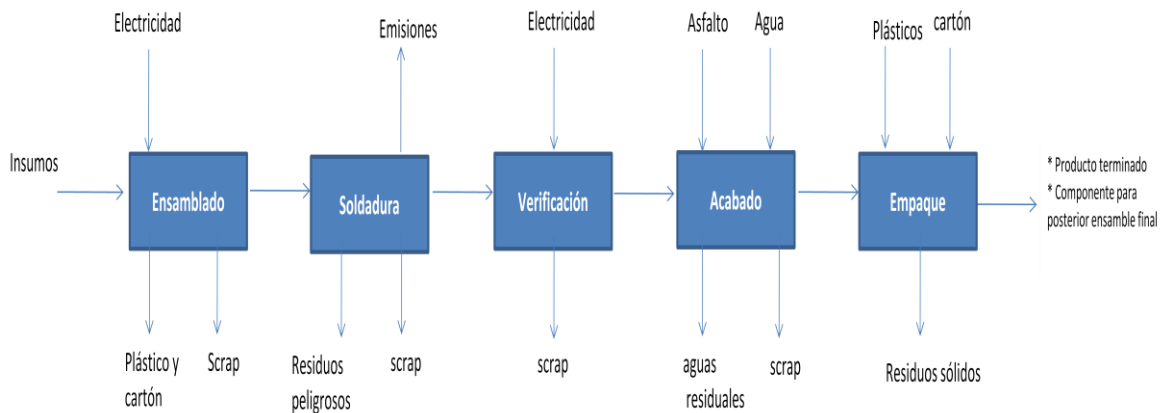 Electricidad
Emisiones
Electricidad
Asfalto
Agua
Plásticos
cartón
Insumos
Ensamblado
Soldadura
Verificación
Acabado
Empaque
* Producto terminado
* Componente para
posterior ensamble final
Plástico y
cartón
Scrap
Residuos
peligrosos
scrap
scrap
aguas
residuales
scrap
Residuos sólidos